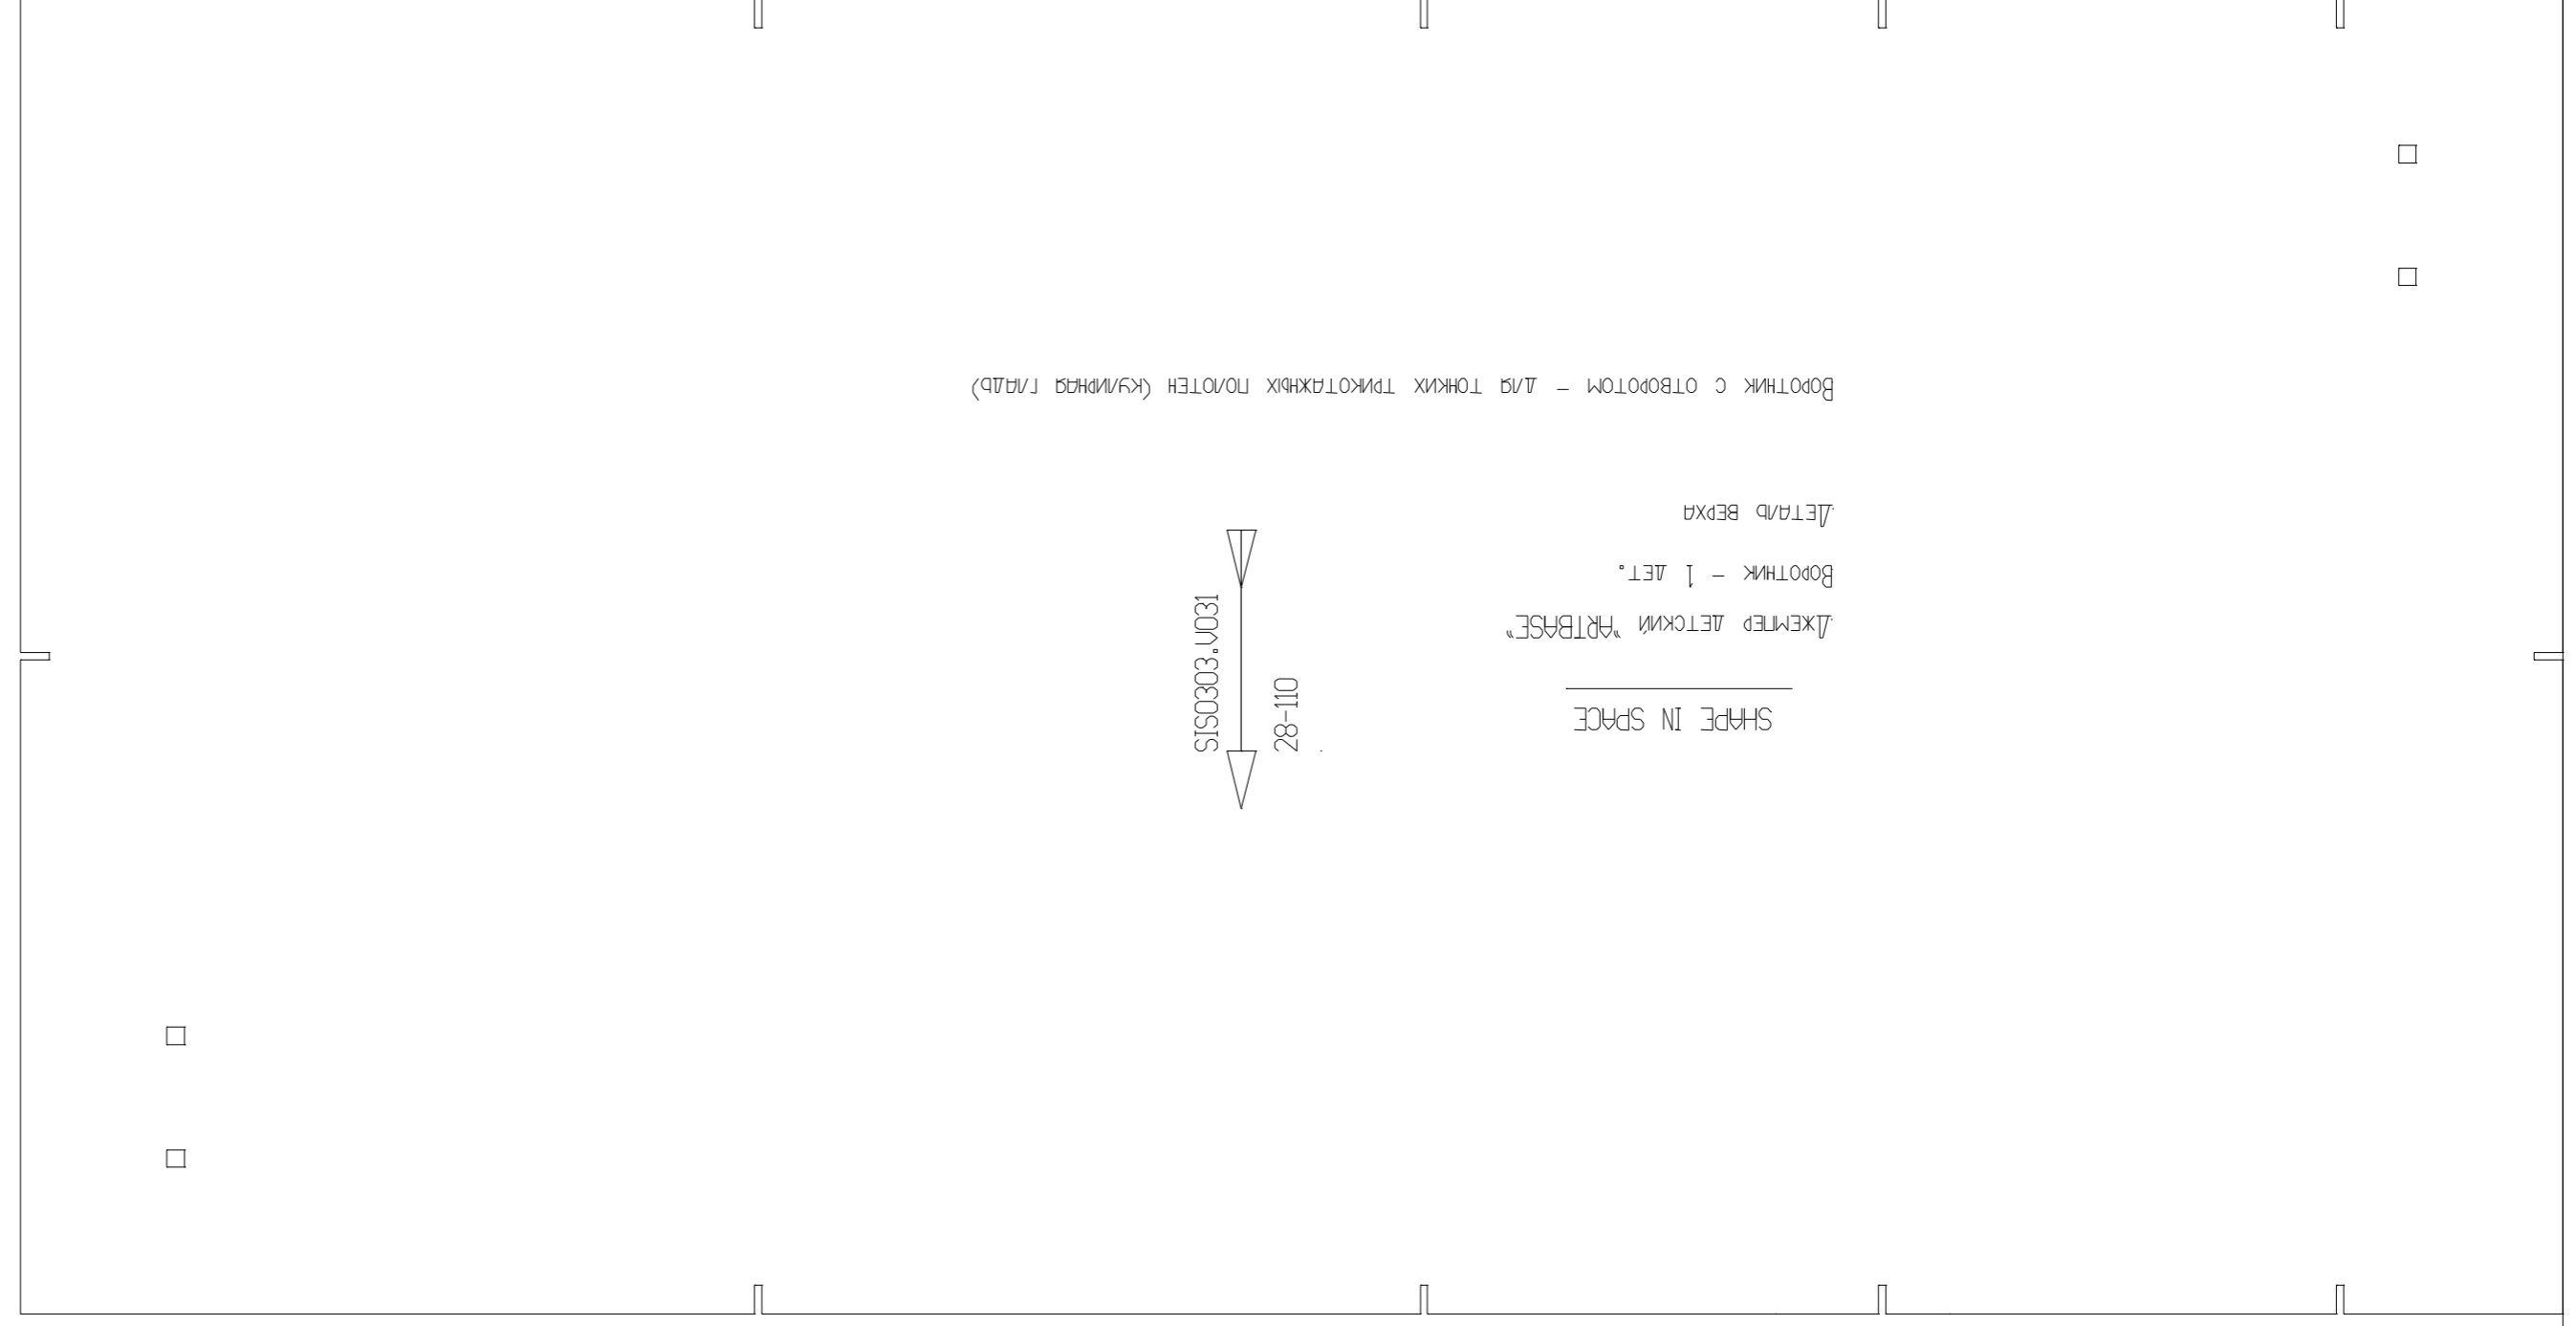 SHAPE IN SPACE
Джемпер детский "ARTBASE"
Воротник - 1 дет.
Деталь верха
Воротник с отворотом - для тонких трикотажных полотен (кулирная гладь)
SIS0303.V031
28-110